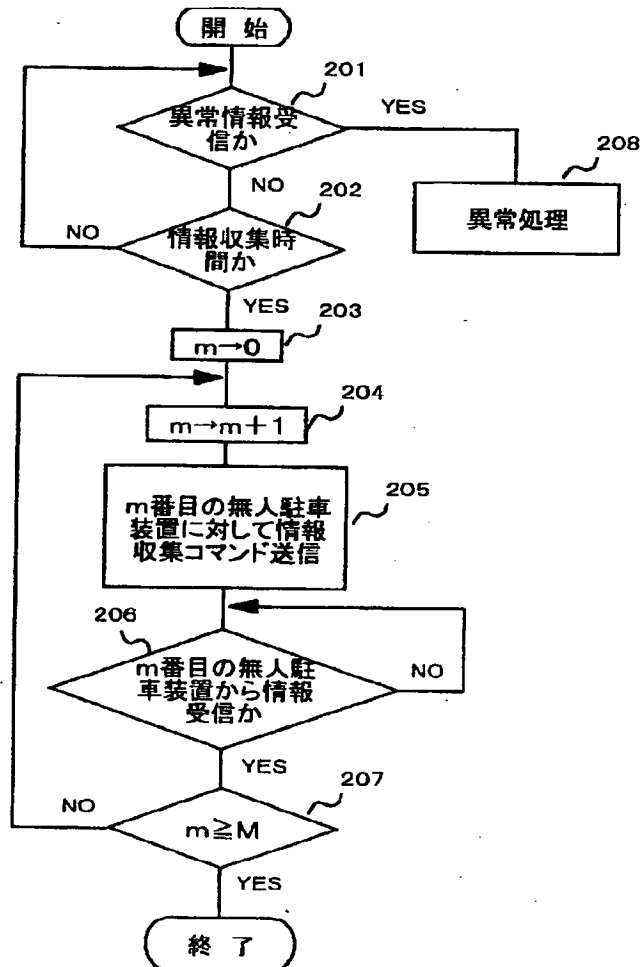 開 始
201
異常情報受
信か
YES
208
異常処理
NO
202
情報収集時
間か
NO
YES
203
m→0
204
m→m+1
205
m番目の無人駐車
装置に対して情報
収集コマンド送信
206
m番目の無人駐
車装置から情報
受信か
NO
YES
207
m≧M
NO
YES
終 了